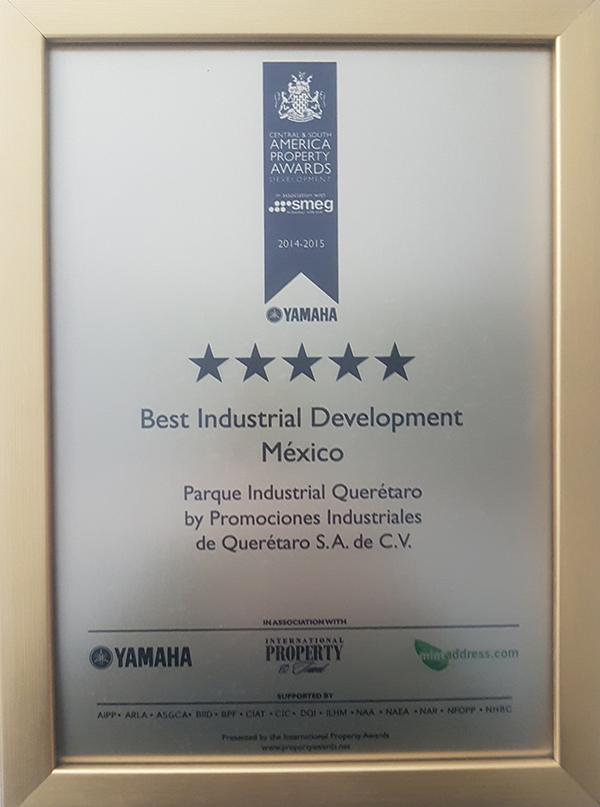 CENTRAL & SOUTH
AMERICA
PROPERTY
AWARDS
DEVELOPMENT
in association with
smeg
2014-2015
YAMAHA
Best Industrial Development
México
Parque Industrial Querétaro
by Promociones Industriales
de Querétaro S.A. de C.V.
IN ASSOCIATION WITH
YAMAHA
INTERNATIONAL
PROPERTY
& Travel
mintaddress.com
SUPPORTED BY
AIPP • ARLA • ASGCA • BIID • BPF • CIAT • CIC • DQI • ILHM • NAA • NAEA • NAR • NFOPP • NHBC
Presented by the International Property Awards
www.propertyawards.net